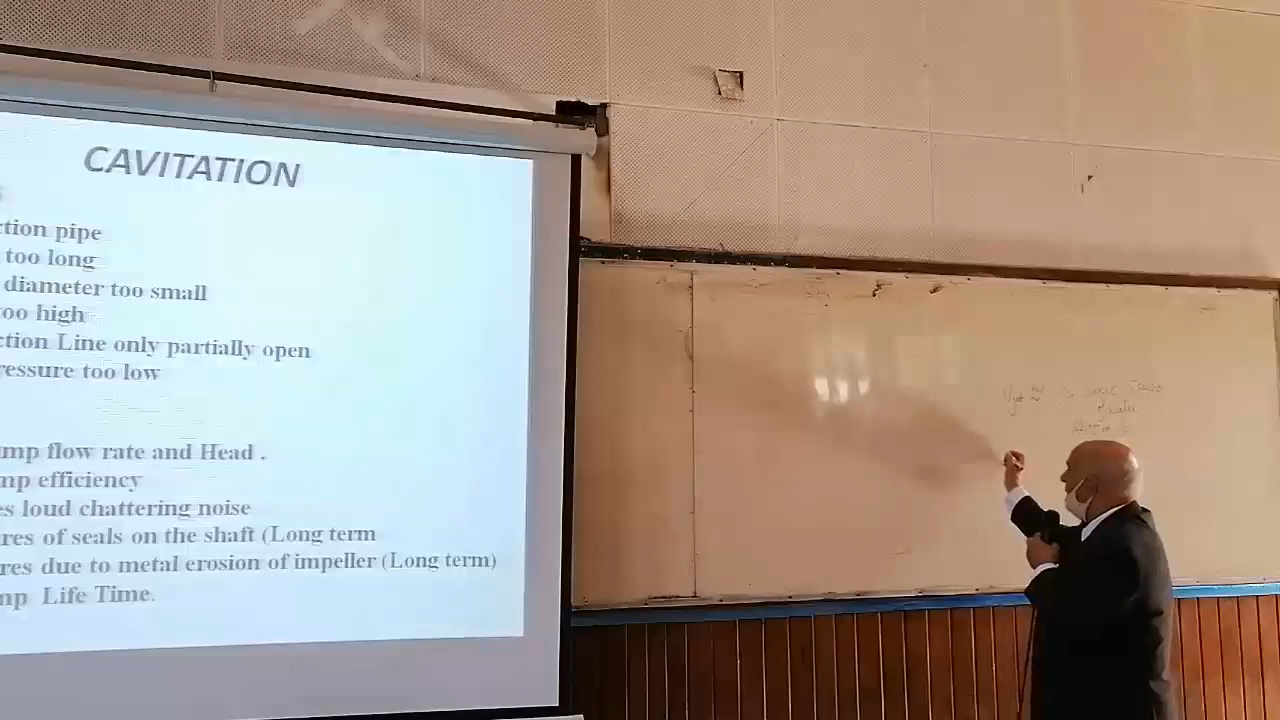 CAVITATION
ction pipe
too long
diameter too small
too high
ction Line only partially open
ressure too low
mp flow rate and Head .
mp efficiency
es loud chattering noise
res of seals on the shaft (Long term
res due to metal erosion of impeller (Long term)
mp Life Time.
of water